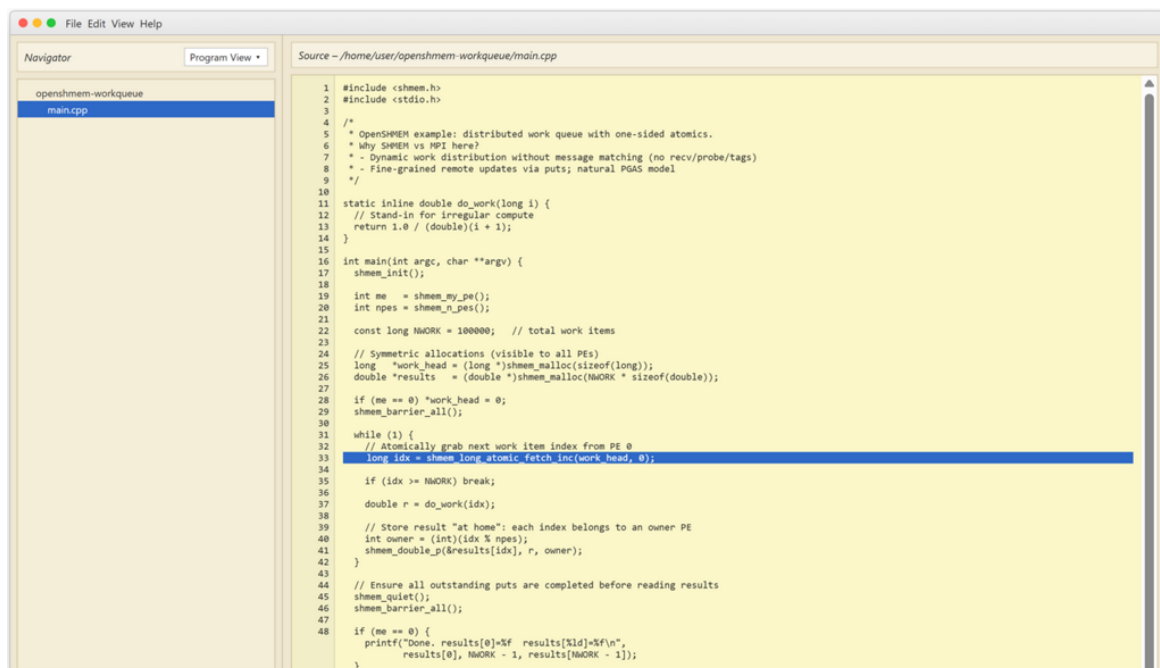 File Edit View Help
Navigator
Program View
Source – /home/user/openshmem-workqueue/main.cpp
openshmem-workqueue
main.cpp
1 #include <shmem.h>
2 #include <stdio.h>
3
4 /*
5  * OpenSHMEM example: distributed work queue with one-sided atomics.
6  * Why SHMEM vs MPI here?
7  * - Dynamic work distribution without message matching (no recv/probe/tags)
8  * - Fine-grained remote updates via puts; natural PGAS model
9  */
10
11 static inline double do_work(long i) {
12   // Stand-in for irregular compute
13   return 1.0 / (double)(i + 1);
14 }
15
16 int main(int argc, char **argv) {
17   shmem_init();
18
19   int me   = shmem_my_pe();
20   int npes = shmem_n_pes();
21
22   const long NWORK = 100000;   // total work items
23
24   // Symmetric allocations (visible to all PEs)
25   long   *work_head = (long *)shmem_malloc(sizeof(long));
26   double *results   = (double *)shmem_malloc(NWORK * sizeof(double));
27
28   if (me == 0) *work_head = 0;
29   shmem_barrier_all();
30
31   while (1) {
32     // Atomically grab next work item index from PE 0
33     long idx = shmem_long_atomic_fetch_inc(work_head, 0);
34
35     if (idx >= NWORK) break;
36
37     double r = do_work(idx);
38
39     // Store result "at home": each index belongs to an owner PE
40     int owner = (int)(idx % npes);
41     shmem_double_p(&results[idx], r, owner);
42   }
43
44   // Ensure all outstanding puts are completed before reading results
45   shmem_quiet();
46   shmem_barrier_all();
47
48   if (me == 0) {
    printf("Done. results[0]=%f  results[%ld]=%f\n",
           results[0], NWORK - 1, results[NWORK - 1]);
  }